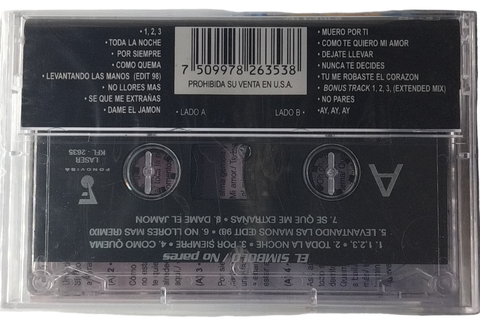 • 1, 2, 3
TODA LA NOCHE •
POR SIEMPRE •
COMO QUEMA •
LEVANTANDO LAS MANOS (EDIT 98) •
NO LLORES MAS •
SE QUE ME EXTRAÑAS •
DAME EL JAMON •
7 509978 263538
PROHIBIDA SU VENTA EN U.S.A.
LADO A
LADO B •
• MUERO POR TI
• COMO TE QUIERO MI AMOR
• DEJATE LLEVAR
• NUNCA TE DECIDES
• TU ME ROBASTE EL CORAZON
• BONUS TRACK 1, 2, 3, (EXTENDED MIX)
• NO PARES
• AY, AY, AY
A
FONOVISA
LASER
KFL - 2635
EL SIMBOLO / No pares
1. 1,2,3. • 2. TODA LA NOCHE • 3. POR SIEMPRE • 4. COMO QUEMA
5. LEVANTANDO LAS MANOS (EDIT 98) • 6. NO LLORES MAS (REMIX)
7. SE QUE ME EXTRAÑAS • 8. DAME EL JAMON